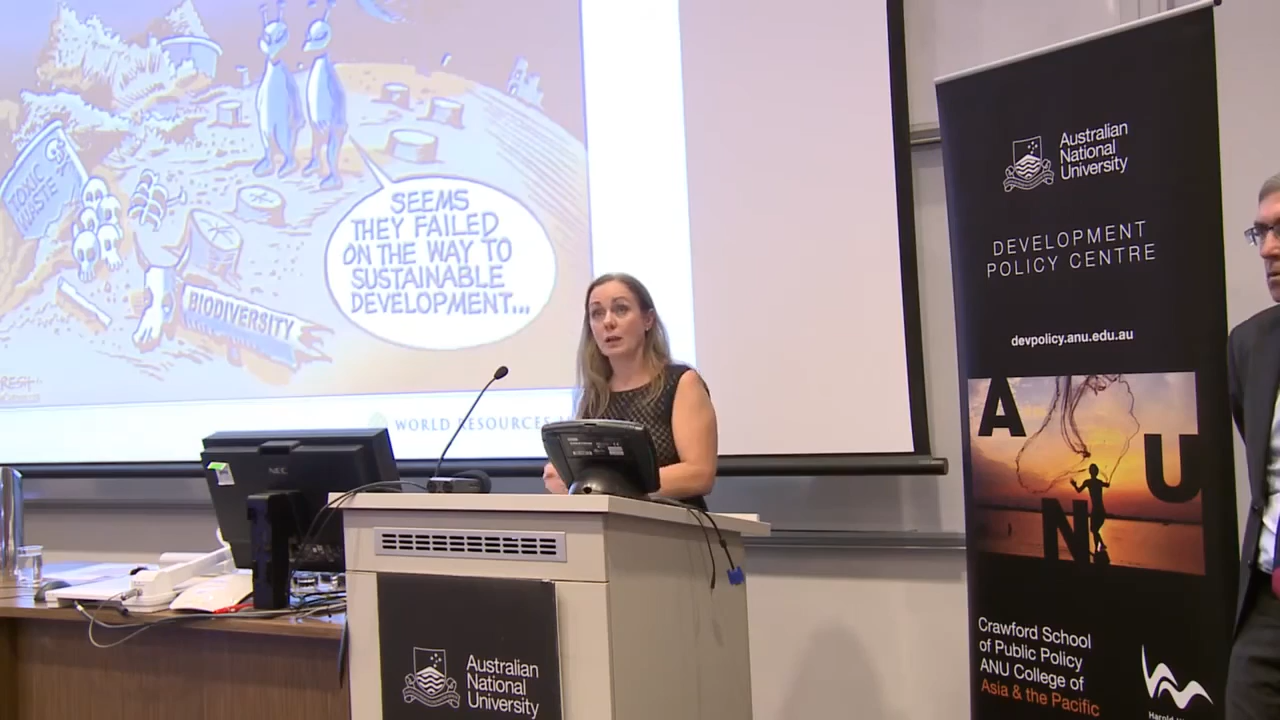 TOXIC
WASTE
SEEMS
THEY FAILED
ON THE WAY TO
SUSTAINABLE
DEVELOPMENT...
BIODIVERSITY
WORLD RESOURCES
NEC
Australian
National
University
Australian
National
University
DEVELOPMENT
POLICY CENTRE
devpolicy.anu.edu.au
A
N
U
Crawford School
of Public Policy
ANU College of
Asia & the Pacific